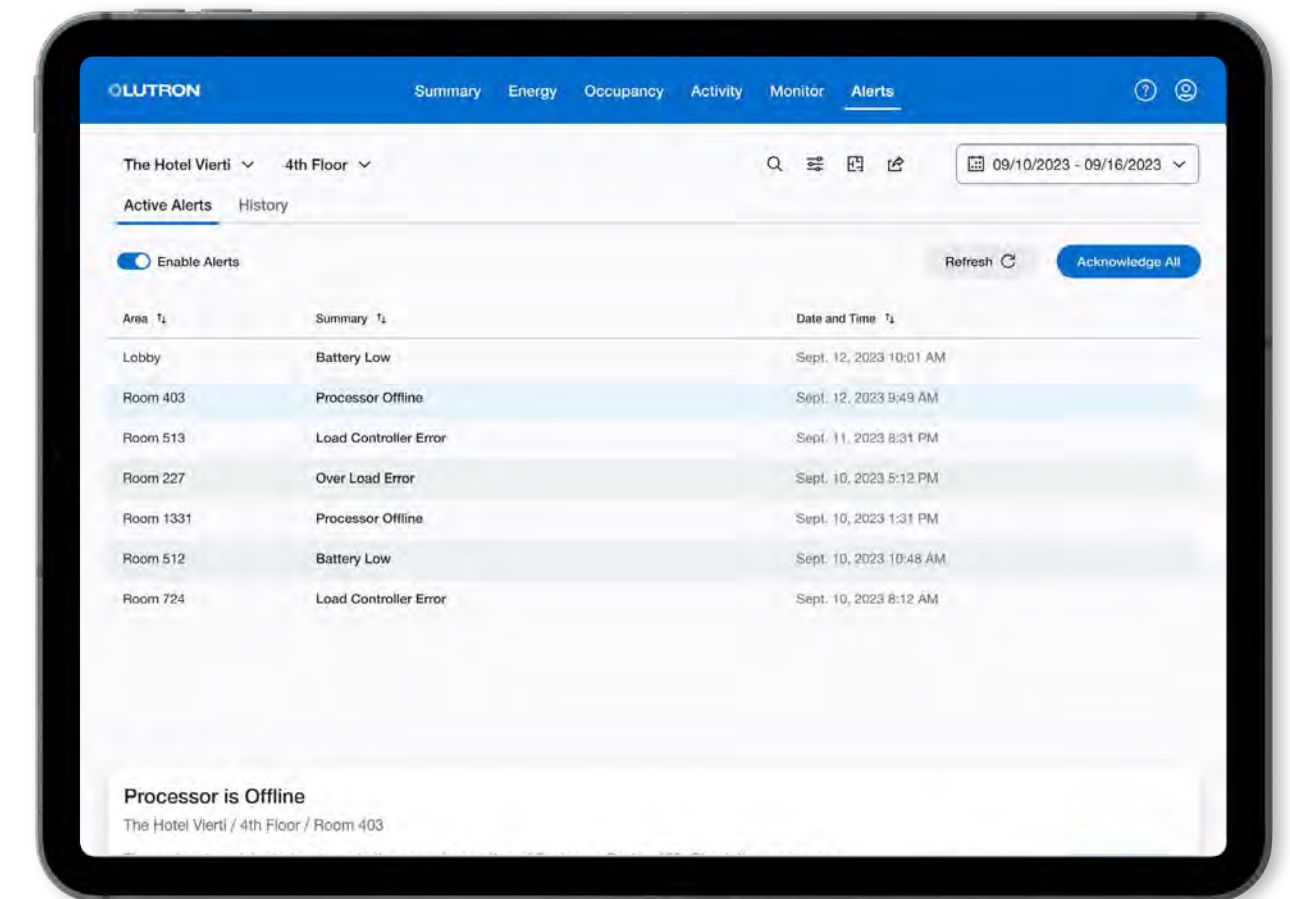 LUTRON
Summary Energy Occupancy Activity Monitor Alerts
The Hotel Vierti 4th Floor 09/10/2023 - 09/16/2023
Active Alerts History
Enable Alerts Refresh Acknowledge All
Area Summary Date and Time
Lobby Battery Low Sept. 12, 2023 10:01 AM
Room 403 Processor Offline Sept. 12, 2023 9:49 AM
Room 513 Load Controller Error Sept. 11, 2023 8:31 PM
Room 227 Over Load Error Sept. 10, 2023 5:12 PM
Room 1331 Processor Offline Sept. 10, 2023 1:31 PM
Room 512 Battery Low Sept. 10, 2023 10:48 AM
Room 724 Load Controller Error Sept. 10, 2023 8:12 AM
Processor is Offline
The Hotel Vierti / 4th Floor / Room 403